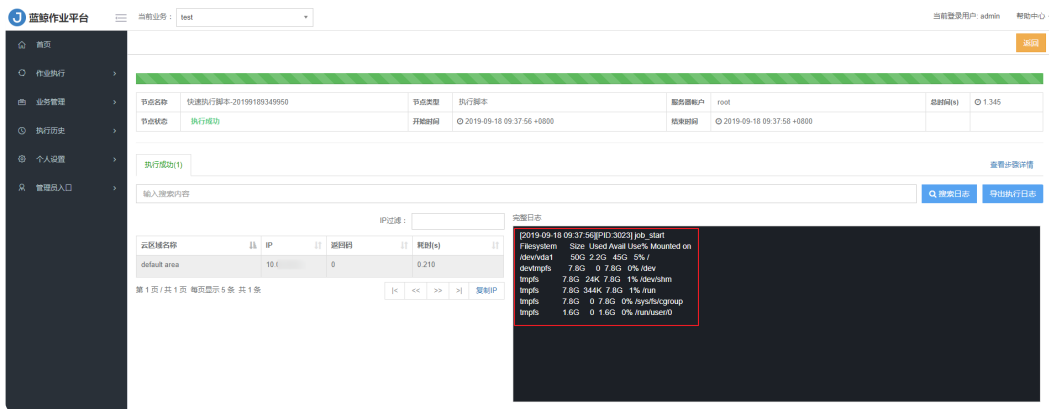 蓝鲸作业平台
当前业务： test
当前登录用户: admin 帮助中心
首页
返回
作业执行
业务管理
执行历史
个人设置
管理员入口
节点名称 快速执行脚本-20199189349950 节点类型 执行脚本 服务器账户 root 总时间(s) 1.345
节点状态 执行成功 开始时间 2019-09-18 09:37:56 +0800 结束时间 2019-09-18 09:37:58 +0800
执行成功(1) 查看步骤详情
输入搜索内容 搜索日志 导出执行日志
IP过滤：
云区域名称 IP 返回码 耗时(s)
default area 10. 0 0.210
第 1 页 / 共 1 页 每页显示 5 条 共 1 条 |< << >> >| 复制IP
完整日志
[2019-09-18 09:37:56][PID:3023] job_start
Filesystem Size Used Avail Use% Mounted on
/dev/vda1 50G 2.2G 45G 5% /
devtmpfs 7.8G 0 7.8G 0% /dev
tmpfs 7.8G 24K 7.8G 1% /dev/shm
tmpfs 7.8G 344K 7.8G 1% /run
tmpfs 7.8G 0 7.8G 0% /sys/fs/cgroup
tmpfs 1.6G 0 1.6G 0% /run/user/0